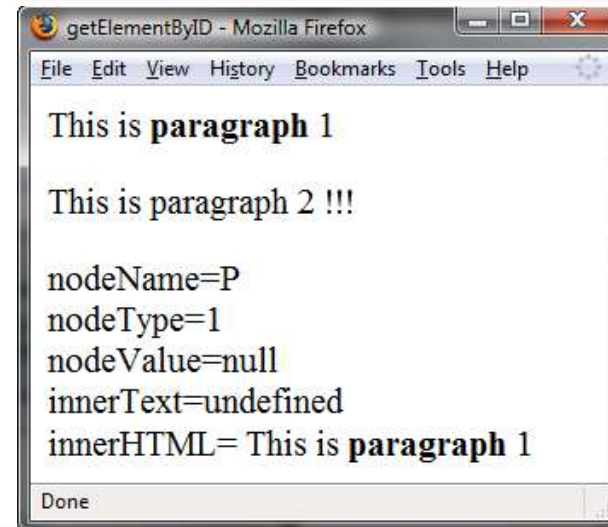 getElementByID - Mozilla Firefox
File Edit View History Bookmarks Tools Help
This is paragraph 1
This is paragraph 2 !!!
nodeName=P
nodeType=1
nodeValue=null
innerText=undefined
innerHTML= This is paragraph 1
Done